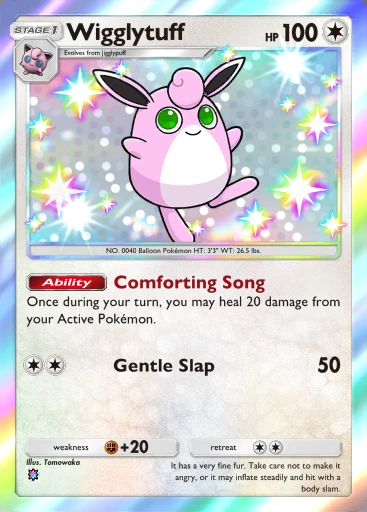 STAGE 1
Wigglytuff
HP 100
Evolves from Jigglypuff
NO. 0040 Balloon Pokémon HT: 3'3" WT: 26.5 lbs.
Ability Comforting Song
Once during your turn, you may heal 20 damage from
your Active Pokémon.
Gentle Slap 50
weakness +20 retreat
Illus. Tomowaka
It has a very fine fur. Take care not to make it
angry, or it may inflate steadily and hit with a
body slam.